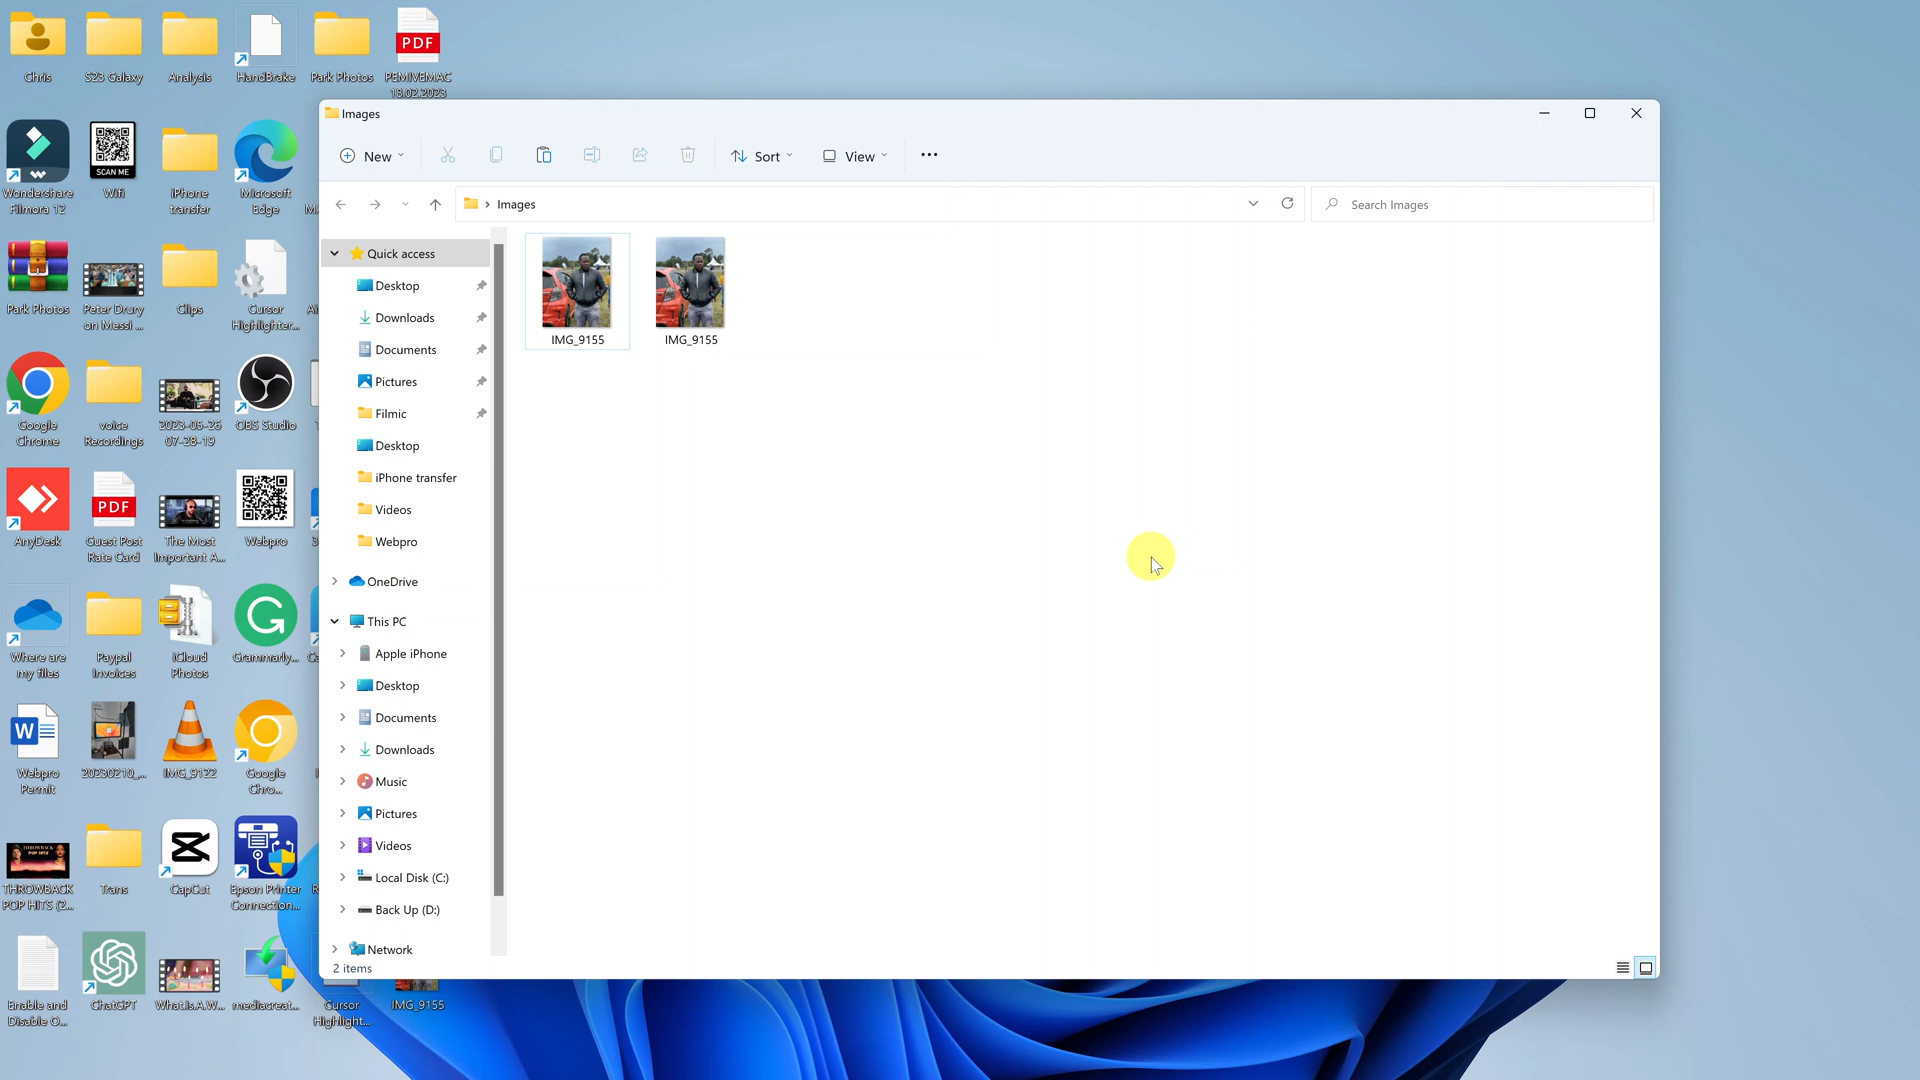 Chris
S23 Galaxy
Analysis
HandBrake
Park Photos
PDF
PEMIVEMAC
18.02.2023
Wondershare
Filmora 12
SCAN ME
Wifi
iPhone
transfer
Microsoft
Edge
Park Photos
Peter Drury
on Messi ...
Clips
Cursor
Highlighter...
Google
Chrome
voice
Recordings
2023-05-26
07-28-19
OBS Studio
AnyDesk
PDF
Guest Post
Rate Card
The Most
Important A...
Webpro
Where are
my files
Paypal
Invoices
iCloud
Photos
Grammarly...
W
Webpro
Permit
20230210_...
IMG_9122
Google
Chro...
THROWBACK
POP HITS
THROWBACK
POP HITS (2...
Trans
CapCut
Epson Printer
Connection...
Enable and
Disable O...
ChatGPT
What.Is.A.W...
mediacreat...
Cursor
Highlight...
IMG_9155
Images
New
Sort
View
Images
Search Images
Quick access
Desktop
Downloads
Documents
Pictures
Filmic
Desktop
iPhone transfer
Videos
Webpro
OneDrive
This PC
Apple iPhone
Desktop
Documents
Downloads
Music
Pictures
Videos
Local Disk (C:)
Back Up (D:)
Network
2 items
IMG_9155
IMG_9155